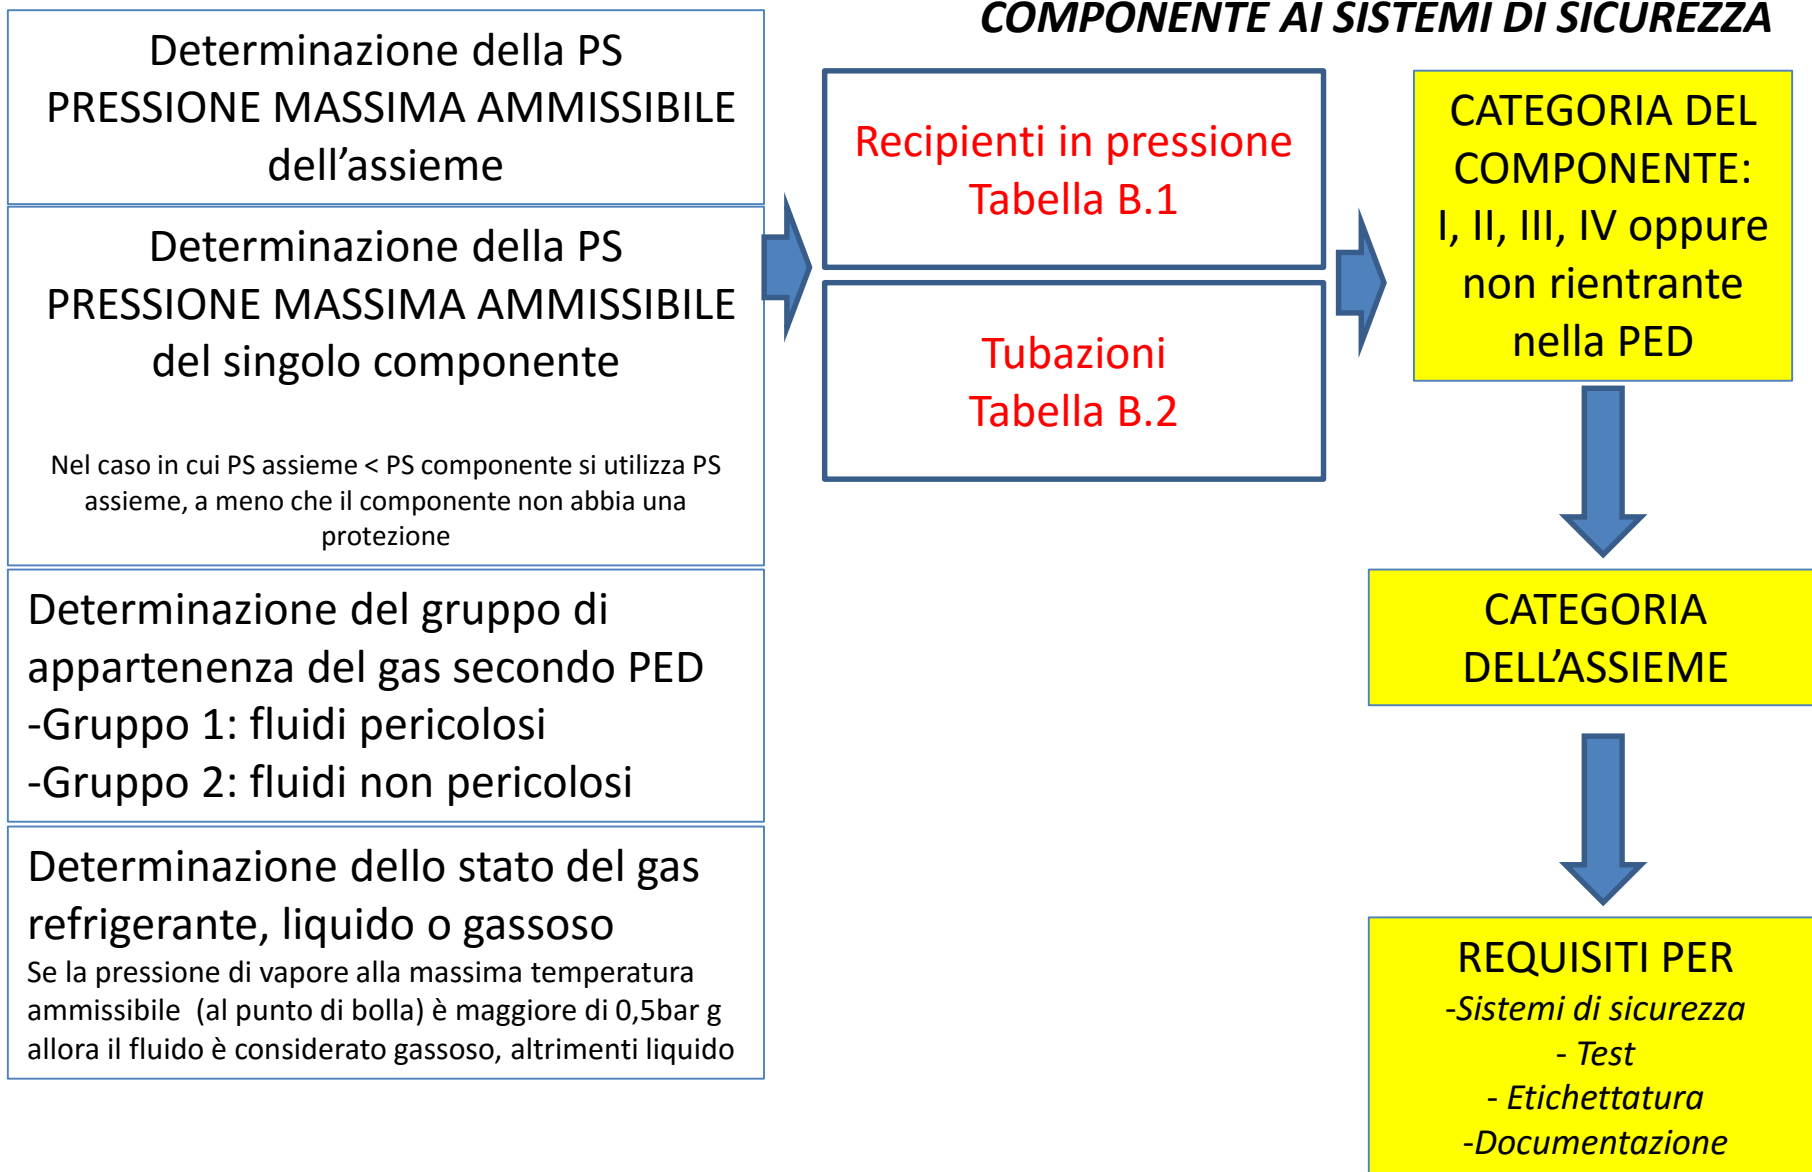 COMPONENTE AI SISTEMI DI SICUREZZA
Determinazione della PS
PRESSIONE MASSIMA AMMISSIBILE
dell’assieme
Determinazione della PS
PRESSIONE MASSIMA AMMISSIBILE
del singolo componente
Nel caso in cui PS assieme < PS componente si utilizza PS
assieme, a meno che il componente non abbia una
protezione
Determinazione del gruppo di
appartenenza del gas secondo PED
-Gruppo 1: fluidi pericolosi
-Gruppo 2: fluidi non pericolosi
Determinazione dello stato del gas
refrigerante, liquido o gassoso
Se la pressione di vapore alla massima temperatura
ammissibile (al punto di bolla) è maggiore di 0,5bar g
allora il fluido è considerato gassoso, altrimenti liquido
Recipienti in pressione
Tabella B.1
Tubazioni
Tabella B.2
CATEGORIA DEL
COMPONENTE:
I, II, III, IV oppure
non rientrante
nella PED
CATEGORIA
DELL’ASSIEME
REQUISITI PER
-Sistemi di sicurezza
- Test
- Etichettatura
-Documentazione